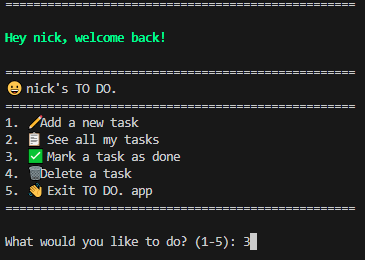 ==================================================
Hey nick, welcome back!
==================================================
😀 nick's TO DO.
==================================================
1. ✏️Add a new task
2. 📋 See all my tasks
3. ✅ Mark a task as done
4. 🗑️Delete a task
5. 👋 Exit TO DO. app
==================================================
What would you like to do? (1-5): 3